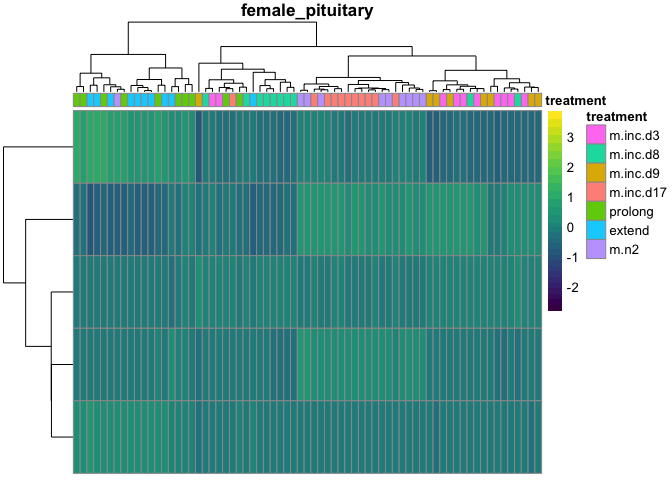 female_pituitary
treatment
treatment
m.inc.d3
m.inc.d8
m.inc.d9
m.inc.d17
prolong
extend
m.n2
3
2
1
0
-1
-2